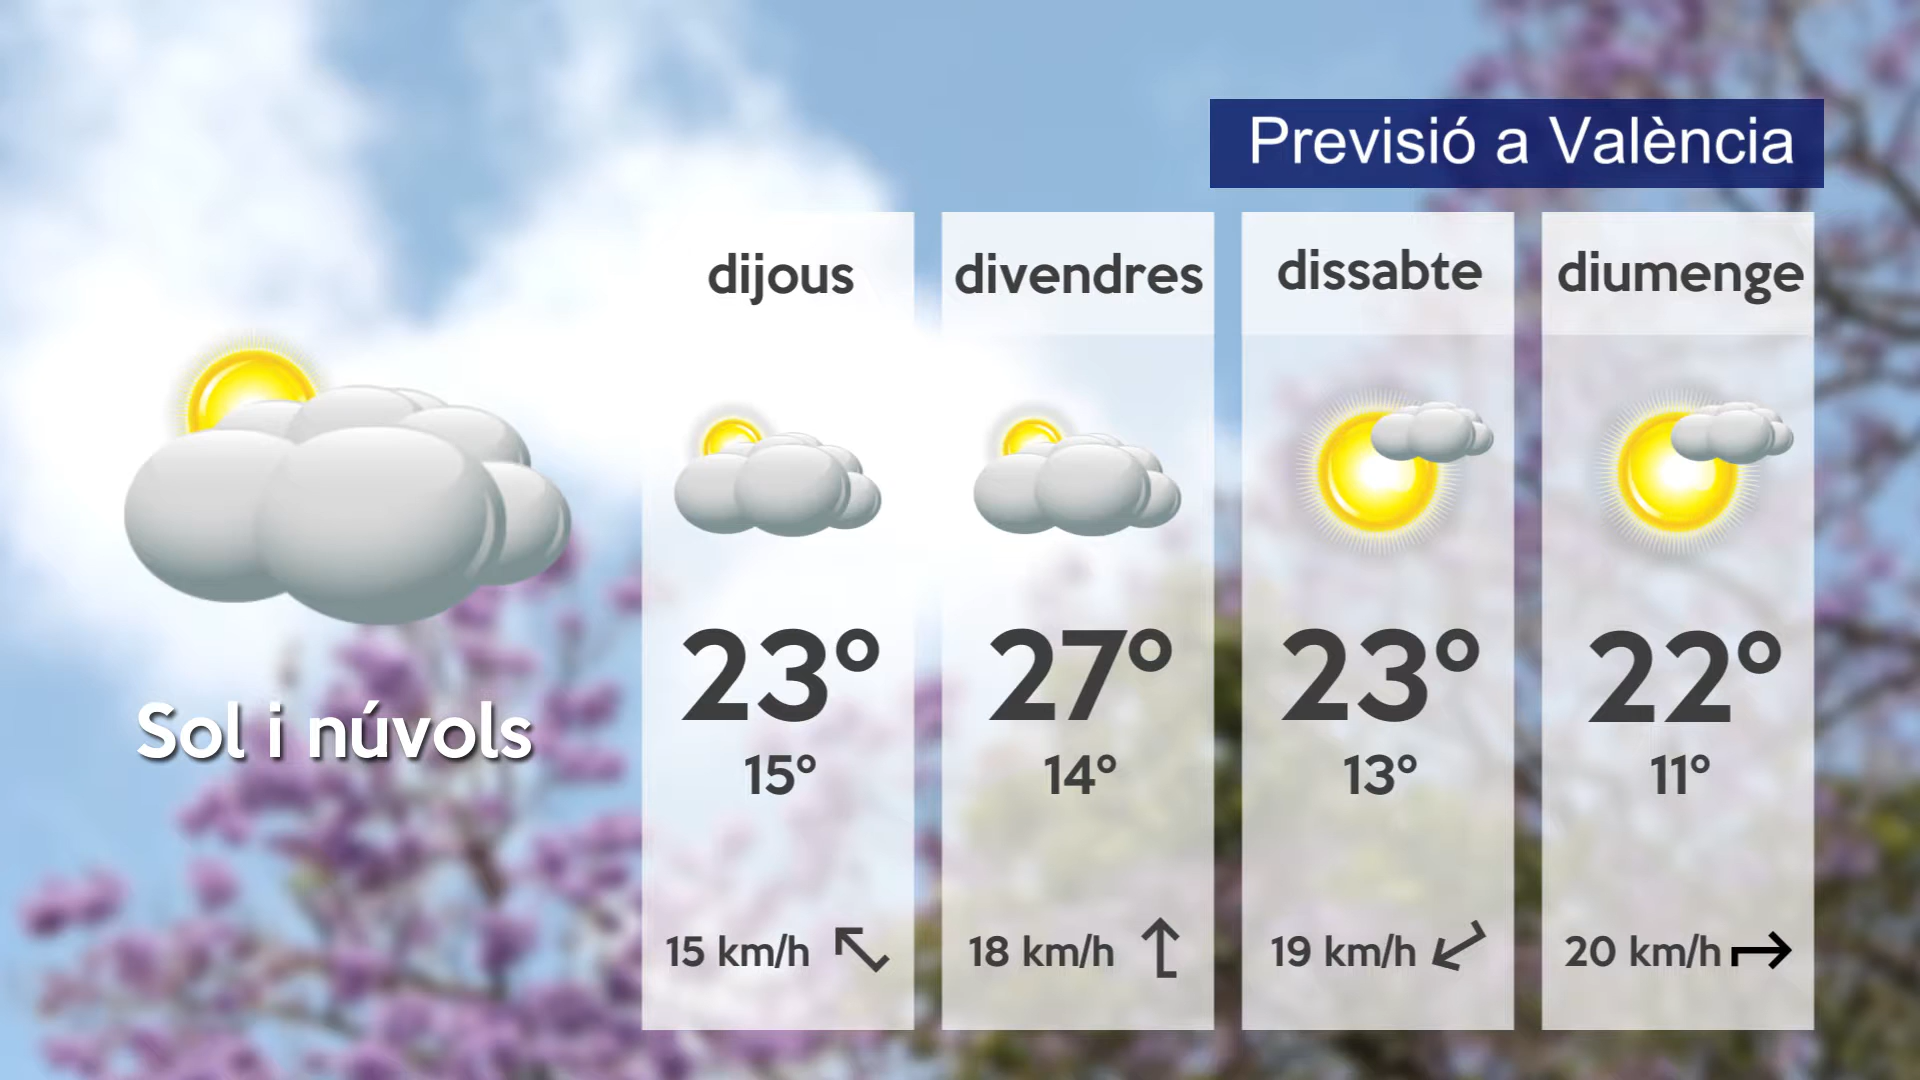 Previsió a València
dijous
divendres
dissabte
diumenge
Sol i núvols
23°
27°
23°
22°
15°
14°
13°
11°
15 km/h
18 km/h
19 km/h
20 km/h